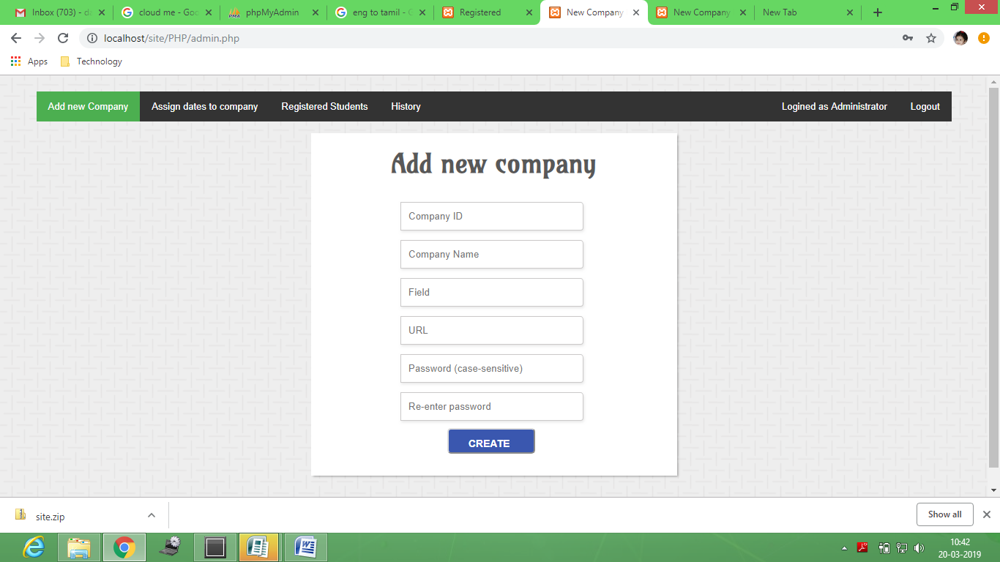 Inbox (703) - da
cloud me - Goo
phpMyAdmin
eng to tamil - G
Registered
New Company
New Company
New Tab
localhost/site/PHP/admin.php
Apps
Technology
Add new Company
Assign dates to company
Registered Students
History
Logined as Administrator
Logout
Add new company
Company ID
Company Name
Field
URL
Password (case-sensitive)
Re-enter password
CREATE
site.zip
Show all
10:42
20-03-2019